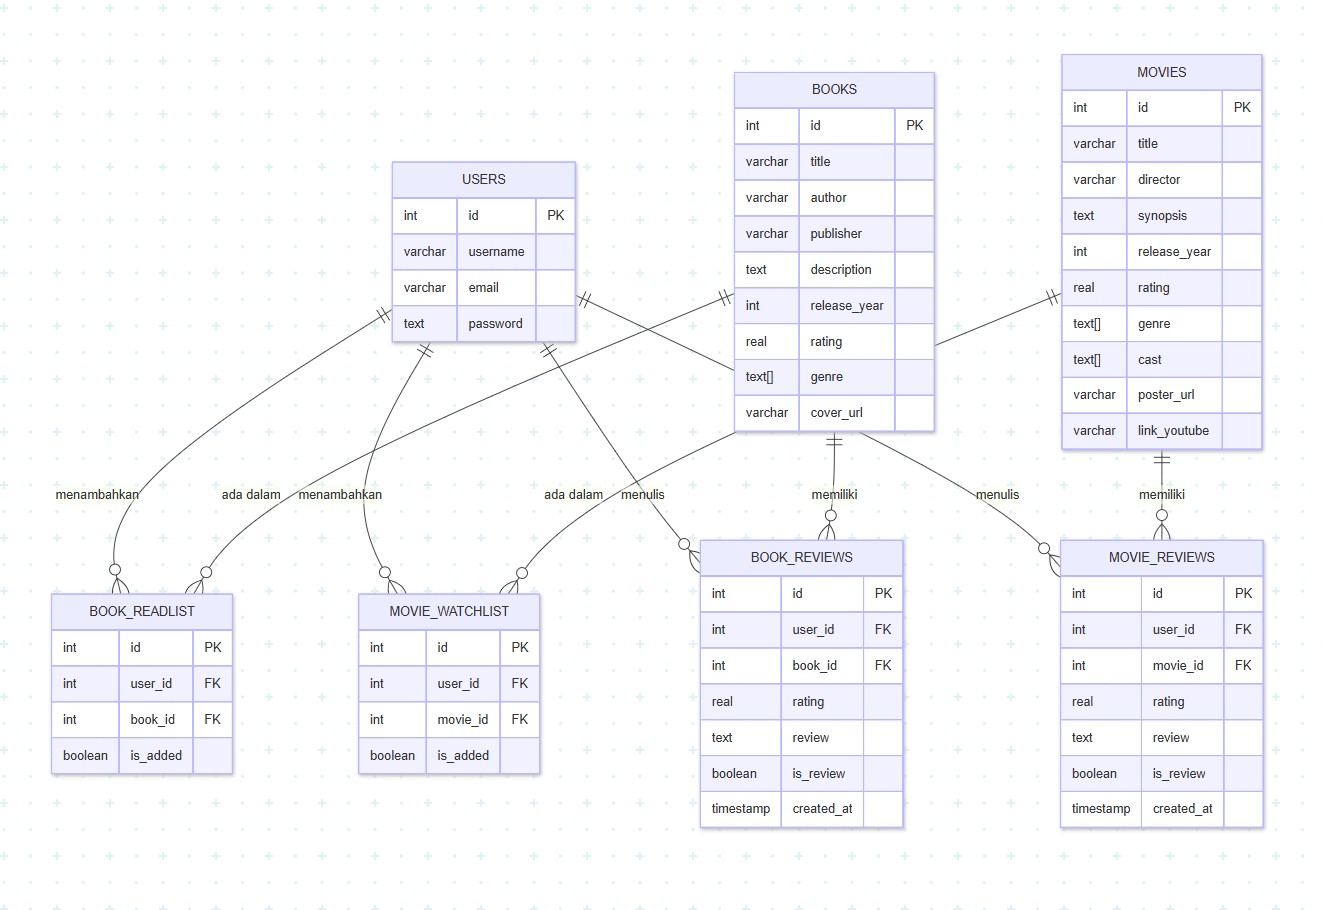 USERS
int id PK
varchar username
varchar email
text password
BOOKS
int id PK
varchar title
varchar author
varchar publisher
text description
int release_year
real rating
text[] genre
varchar cover_url
MOVIES
int id PK
varchar title
varchar director
text synopsis
int release_year
real rating
text[] genre
text[] cast
varchar poster_url
varchar link_youtube
menambahkan
ada dalam
menambahkan
ada dalam
menulis
memiliki
menulis
memiliki
BOOK_READLIST
int id PK
int user_id FK
int book_id FK
boolean is_added
MOVIE_WATCHLIST
int id PK
int user_id FK
int movie_id FK
boolean is_added
BOOK_REVIEWS
int id PK
int user_id FK
int book_id FK
real rating
text review
boolean is_review
timestamp created_at
MOVIE_REVIEWS
int id PK
int user_id FK
int movie_id FK
real rating
text review
boolean is_review
timestamp created_at